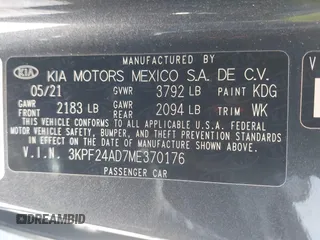 KIA KIA MOTORS MEXICO S.A. DE C.V.
05/21 GVWR 3792 LB PAINT KDG
GAWR FRONT 2183 LB GAWR REAR 2094 LB TRIM WK
THIS VEHICLE CONFORMS TO ALL APPLICABLE U.S. FEDERAL MOTOR
VEHICLE SAFETY, BUMPER, AND THEFT PREVENTION STANDARDS IN
EFFECT ON THE DATE OF MANUFACTURE SHOWN ABOVE.
V.I.N. 3KPF24AD7ME370176
PASSENGER CAR
V
DREAMBID